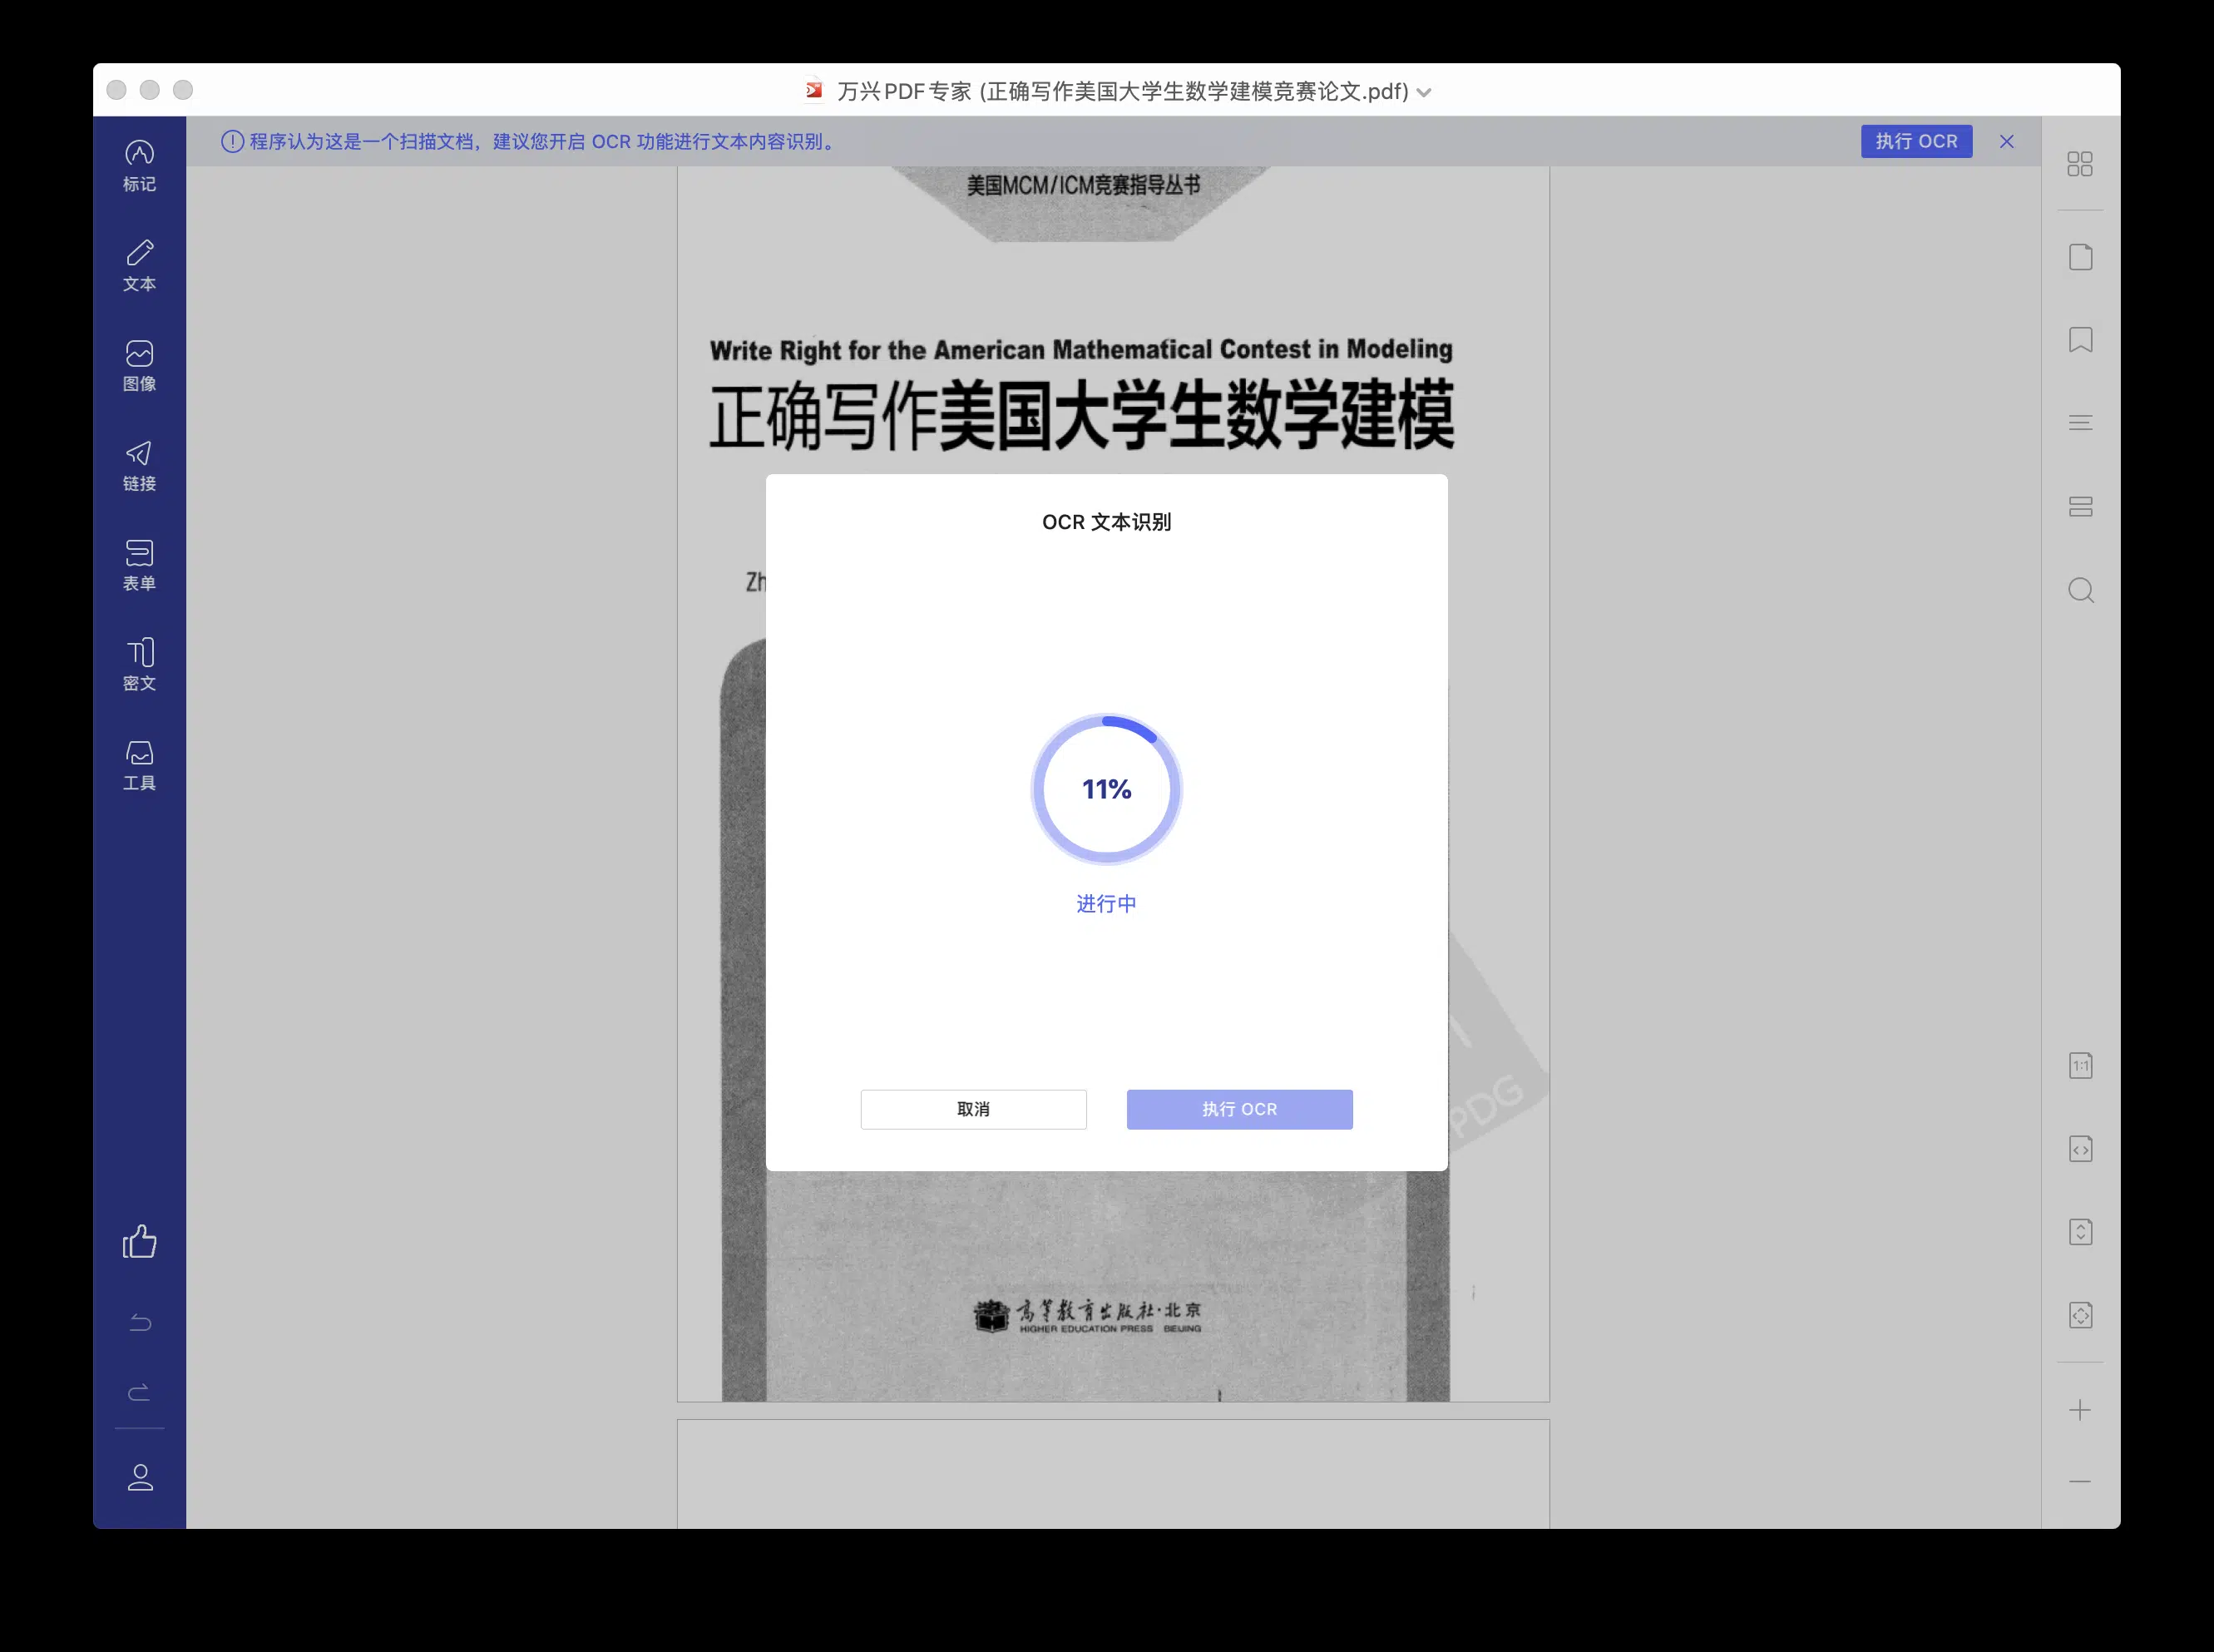 万兴PDF专家 (正确写作美国大学生数学建模竞赛论文.pdf)
程序认为这是一个扫描文档，建议您开启 OCR 功能进行文本内容识别。
执行 OCR
标记
文本
图像
链接
表单
密文
工具
美国MCM/ICM竞赛指导丛书
Write Right for the American Mathematical Contest in Modeling
正确写作美国大学生数学建模
Zh
OCR 文本识别
11%
进行中
取消
执行 OCR
PDG
高等教育出版社·北京
HIGHER EDUCATION PRESS BEIJING
1:1